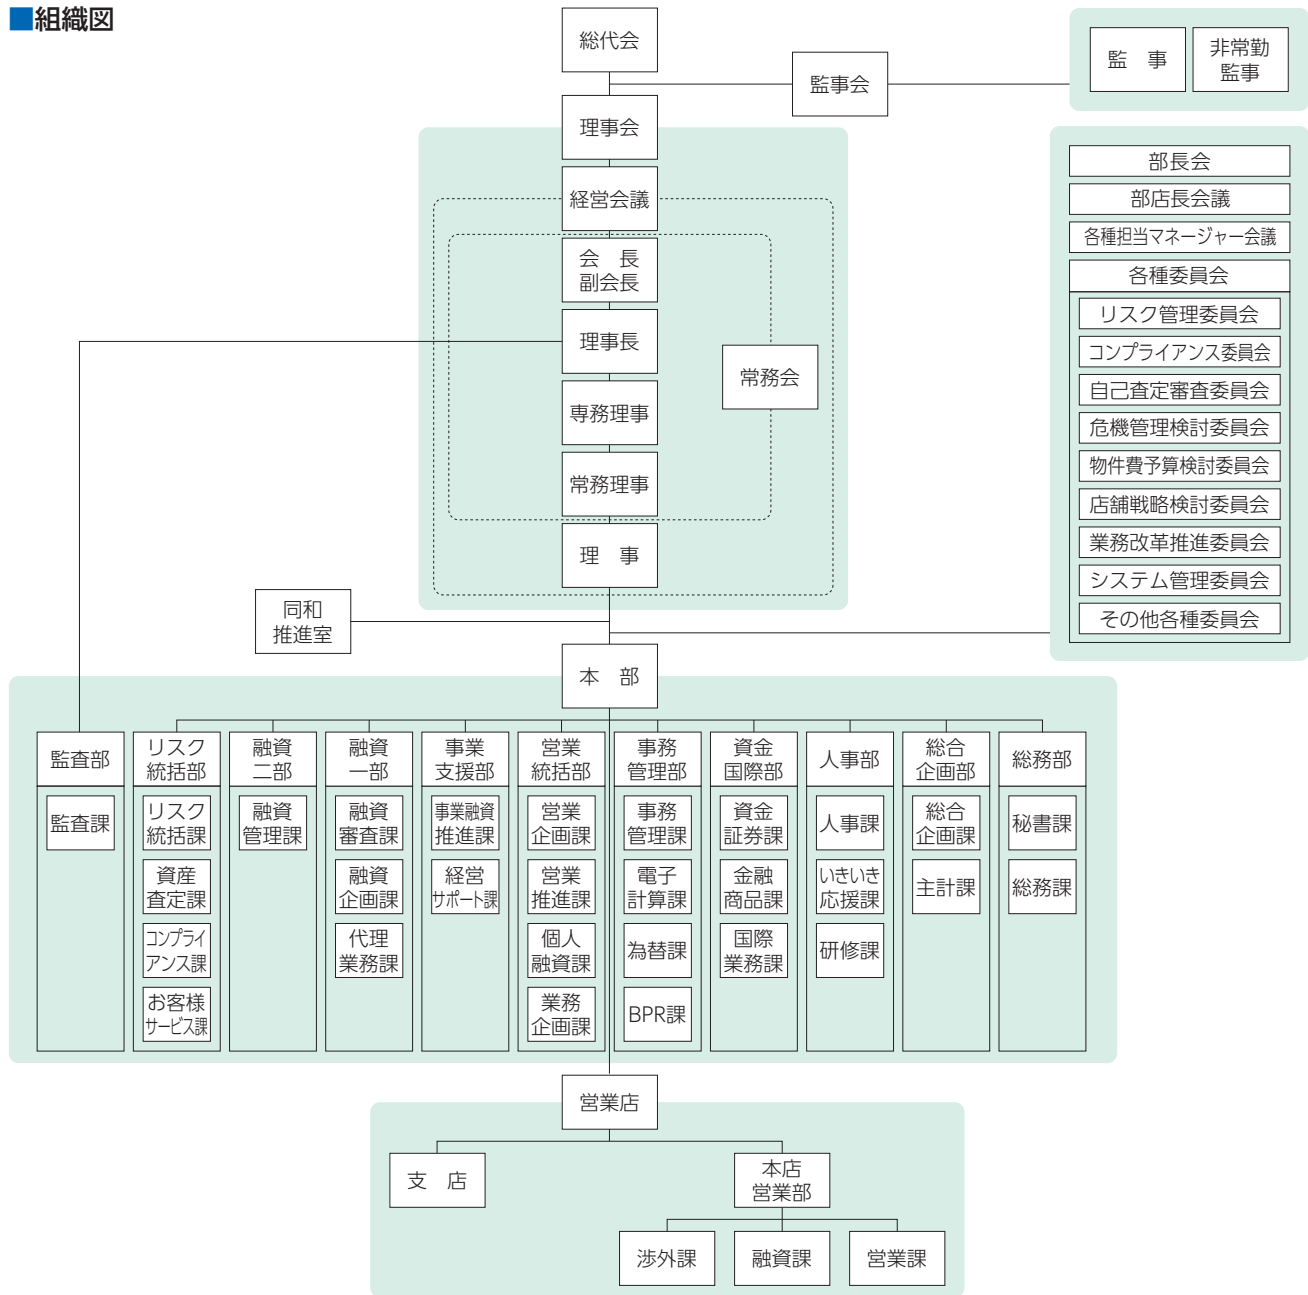 ■組織図
総代会
監事会
監　事
非常勤
監事
理事会
経営会議
会　長
副会長
理事長
専務理事
常務理事
理　事
常務会
部長会
部店長会議
各種担当マネージャー会議
各種委員会
リスク管理委員会
コンプライアンス委員会
自己査定審査委員会
危機管理検討委員会
物件費予算検討委員会
店舗戦略検討委員会
業務改革推進委員会
システム管理委員会
その他各種委員会
同和
推進室
本　部
監査部
監査課
リスク
統括部
リスク
統括課
資産
査定課
コンプライ
アンス課
お客様
サービス課
融資
二部
融資
管理課
融資
一部
融資
審査課
融資
企画課
代理
業務課
事業
支援部
事業融資
推進課
経営
サポート課
営業
統括部
営業
企画課
営業
推進課
個人
融資課
業務
企画課
事務
管理部
事務
管理課
電子
計算課
為替課
BPR課
資金
国際部
資金
証券課
金融
商品課
国際
業務課
人事部
人事課
いきいき
応援課
研修課
総合
企画部
総合
企画課
主計課
総務部
秘書課
総務課
営業店
支　店
本店
営業部
渉外課
融資課
営業課